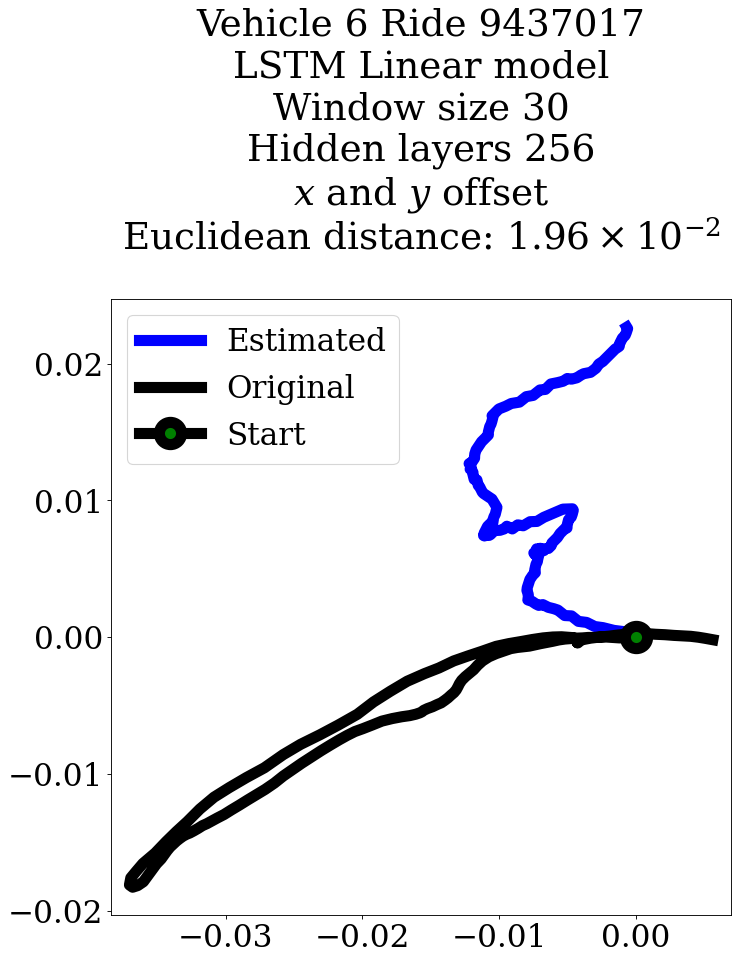 Vehicle 6 Ride 9437017
LSTM Linear model
Window size 30
Hidden layers 256
x and y offset
Euclidean distance: 1.96 × 10⁻²
Estimated
Original
Start
0.02
0.01
0.00
−0.01
−0.02
−0.03 −0.02 −0.01 0.00